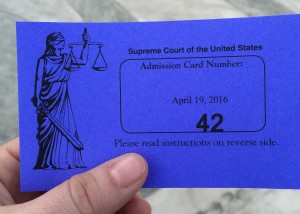 Supreme Court of the United States
Admission Card Number:
April 19, 2016
42
Please read instructions on reverse side.